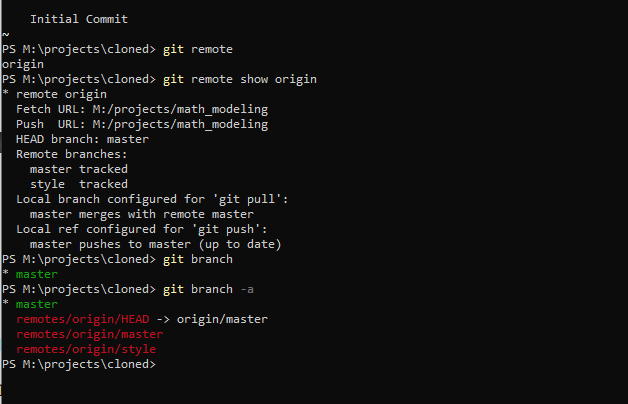 Initial Commit
~
PS M:\projects\cloned> git remote
origin
PS M:\projects\cloned> git remote show origin
* remote origin
  Fetch URL: M:/projects/math_modeling
  Push  URL: M:/projects/math_modeling
  HEAD branch: master
  Remote branches:
    master tracked
    style  tracked
  Local branch configured for 'git pull':
    master merges with remote master
  Local ref configured for 'git push':
    master pushes to master (up to date)
PS M:\projects\cloned> git branch
* master
PS M:\projects\cloned> git branch -a
* master
  remotes/origin/HEAD -> origin/master
  remotes/origin/master
  remotes/origin/style
PS M:\projects\cloned>